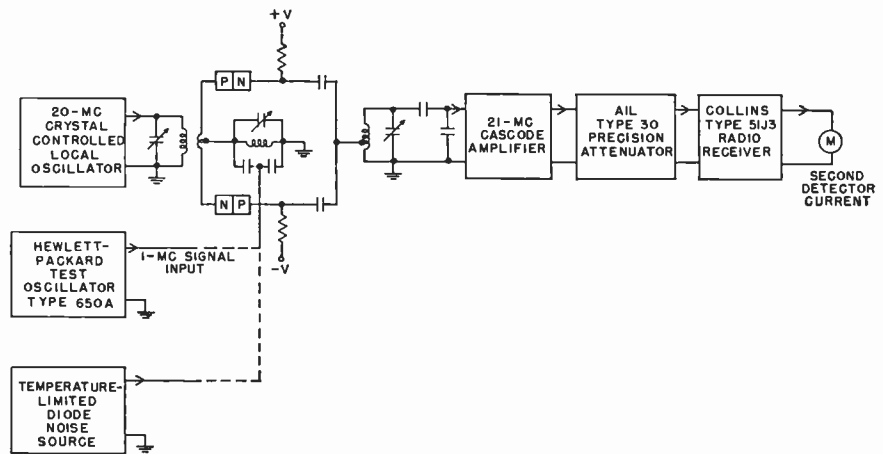 +V
P N
20-MC
CRYSTAL
CONTROLLED
LOCAL
OSCILLATOR
21-MC
CASCODE
AMPLIFIER
AIL
TYPE 30
PRECISION
ATTENUATOR
COLLINS
TYPE 51J3
RADIO
RECEIVER
M
SECOND
DETECTOR
CURRENT
N P
-V
HEWLETT-
PACKARD
TEST
OSCILLATOR
TYPE 650A
1-MC SIGNAL
INPUT
TEMPERATURE-
LIMITED
DIODE
NOISE
SOURCE